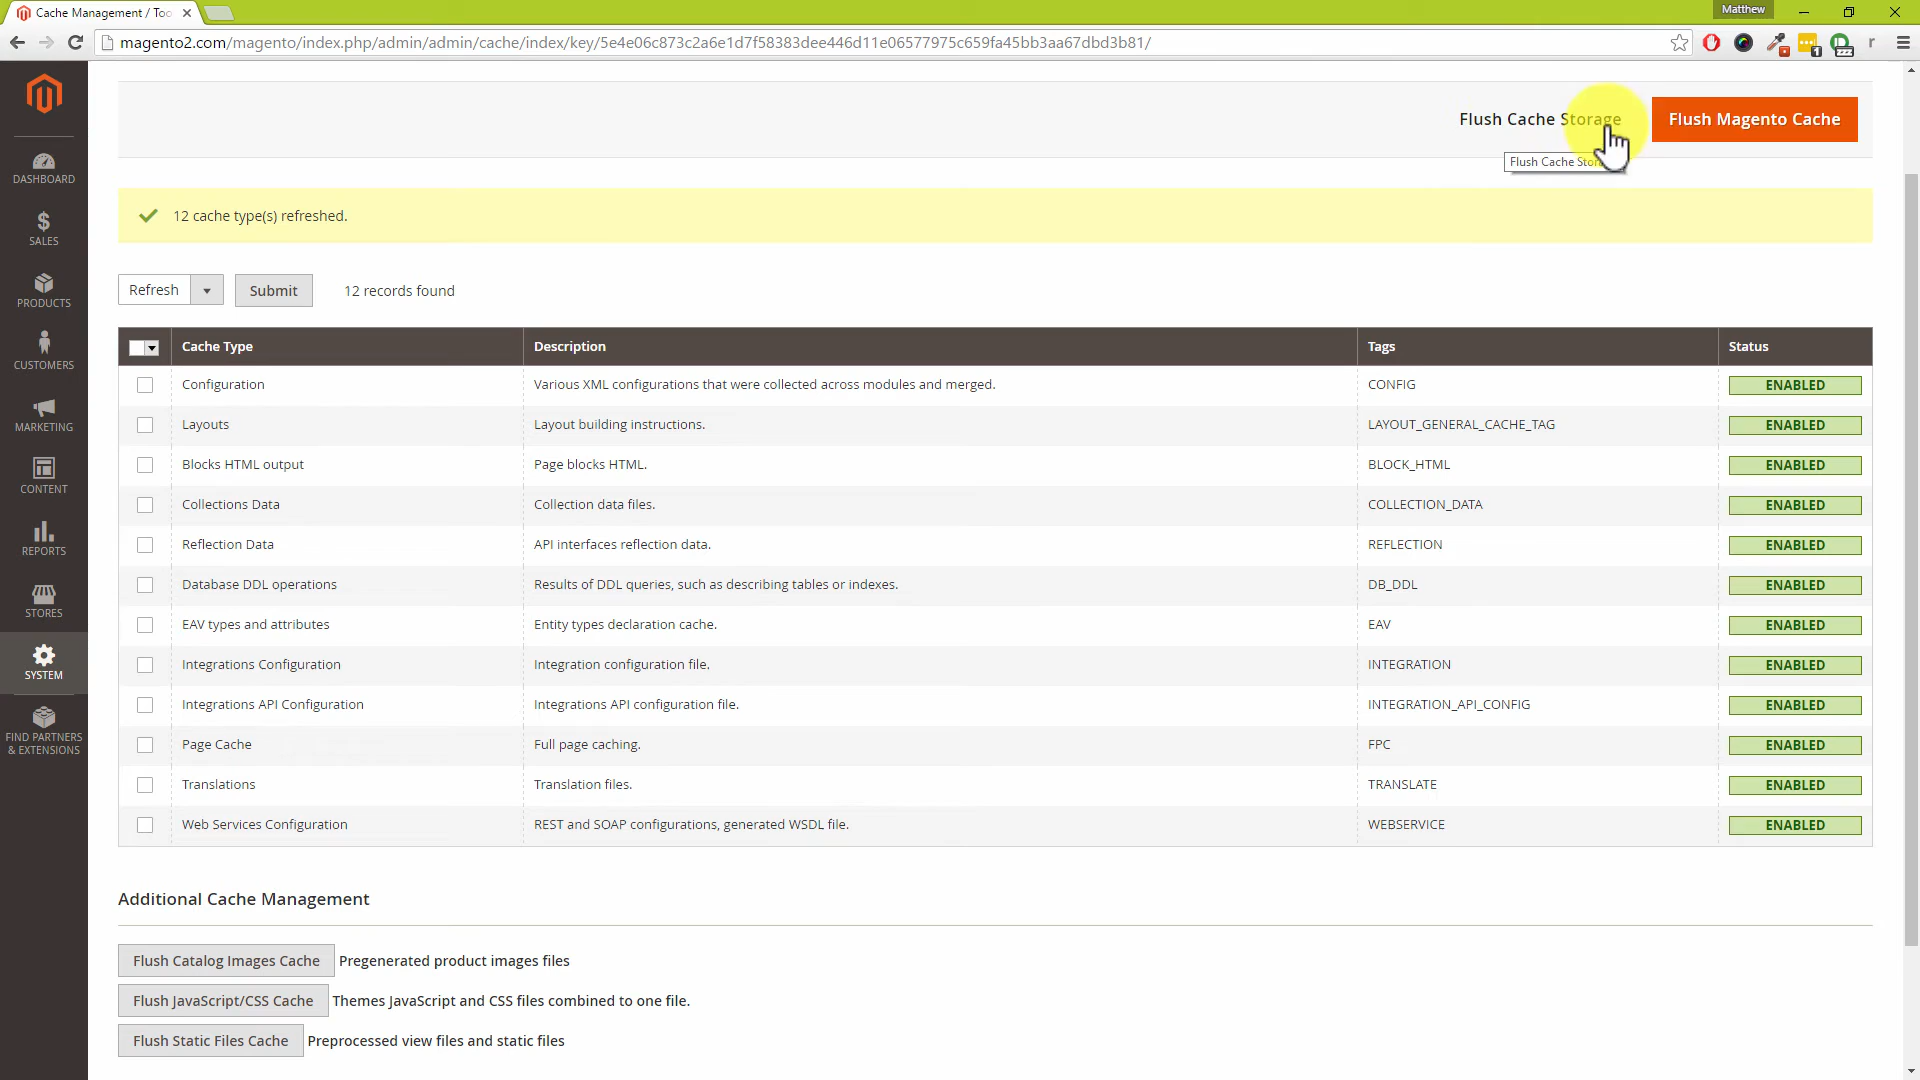 Cache Management / Too
Matthew
magento2.com/magento/index.php/admin/admin/cache/index/key/5e4e06c873c2a6e1d7f58383dee446d11e06577975c659fa45bb3aa67dbd3b81/
1
222
r
Flush Cache Storage
Flush Magento Cache
Flush Cache Stor
12 cache type(s) refreshed.
Refresh
Submit
12 records found
Cache Type Description Tags Status
Configuration Various XML configurations that were collected across modules and merged. CONFIG ENABLED
Layouts Layout building instructions. LAYOUT_GENERAL_CACHE_TAG ENABLED
Blocks HTML output Page blocks HTML. BLOCK_HTML ENABLED
Collections Data Collection data files. COLLECTION_DATA ENABLED
Reflection Data API interfaces reflection data. REFLECTION ENABLED
Database DDL operations Results of DDL queries, such as describing tables or indexes. DB_DDL ENABLED
EAV types and attributes Entity types declaration cache. EAV ENABLED
Integrations Configuration Integration configuration file. INTEGRATION ENABLED
Integrations API Configuration Integrations API configuration file. INTEGRATION_API_CONFIG ENABLED
Page Cache Full page caching. FPC ENABLED
Translations Translation files. TRANSLATE ENABLED
Web Services Configuration REST and SOAP configurations, generated WSDL file. WEBSERVICE ENABLED
Additional Cache Management
Flush Catalog Images Cache Pregenerated product images files
Flush JavaScript/CSS Cache Themes JavaScript and CSS files combined to one file.
Flush Static Files Cache Preprocessed view files and static files
DASHBOARD
SALES
PRODUCTS
CUSTOMERS
MARKETING
CONTENT
REPORTS
STORES
SYSTEM
FIND PARTNERS
& EXTENSIONS